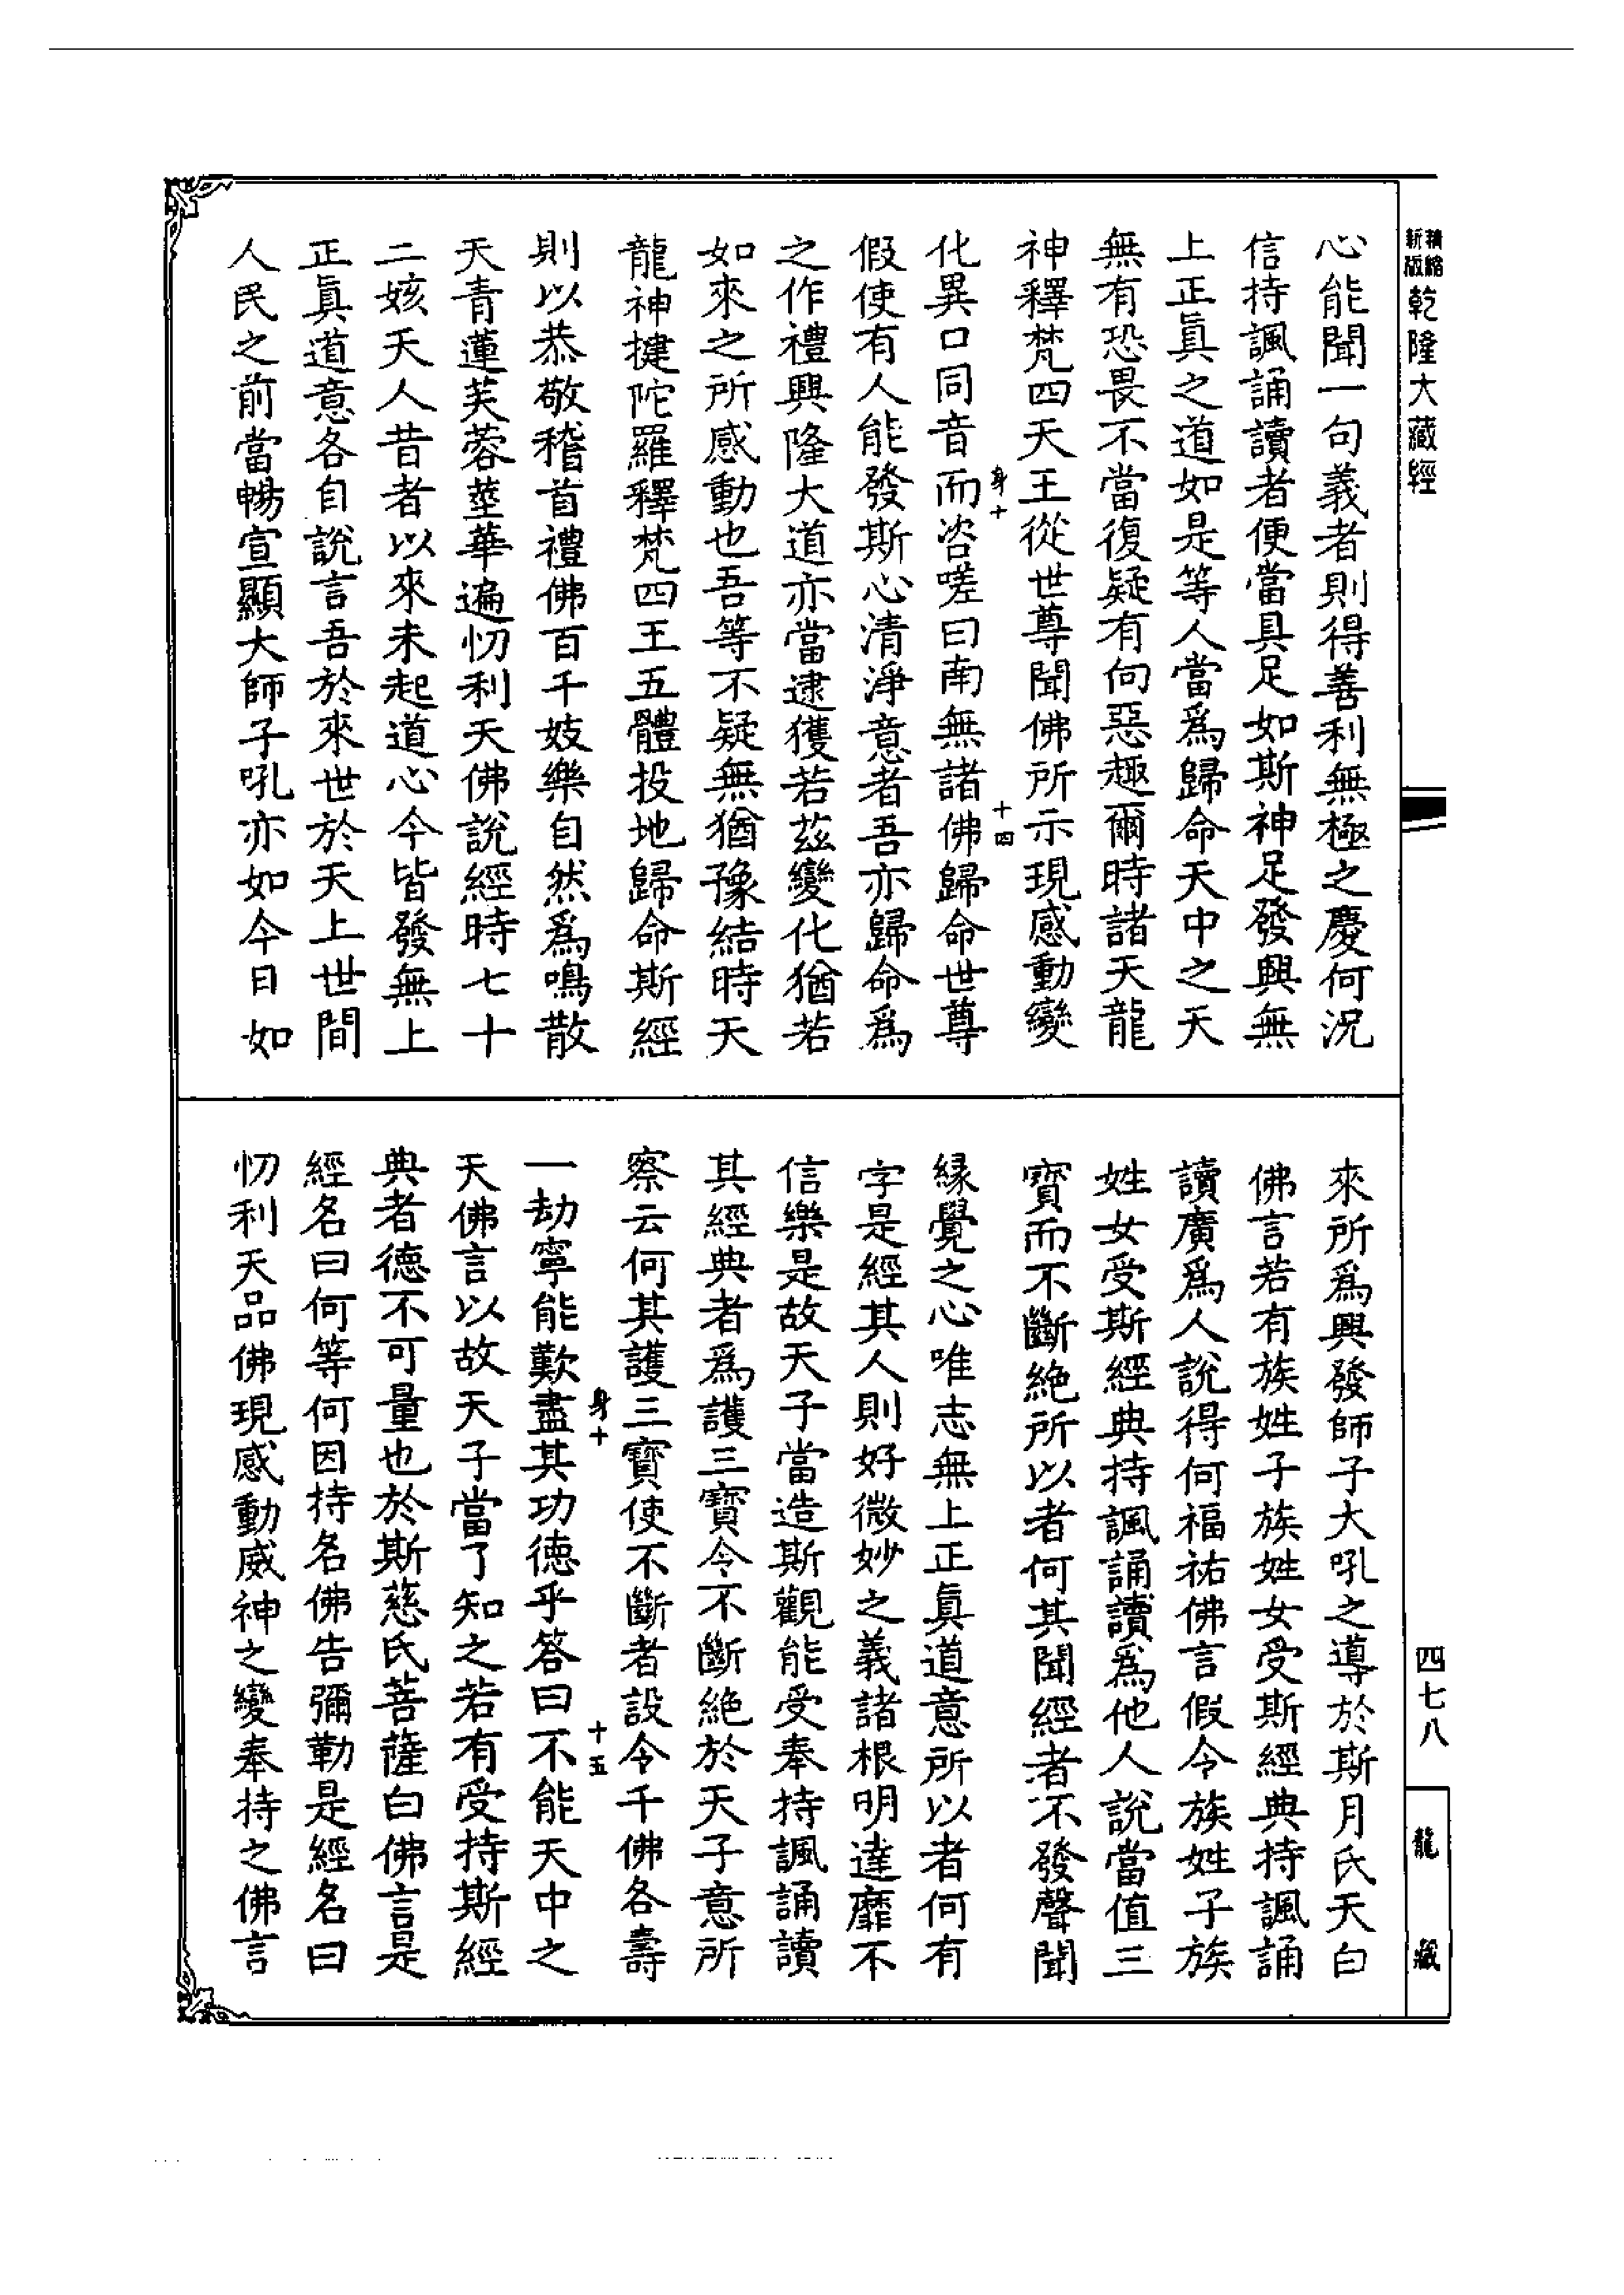 精縮
新版
乾隆大藏經
心能聞一句義者則得善利無極之慶何況
信持諷誦讀者便當具足如斯神足發興無
上正眞之道如是等人當爲歸命天中之天
無有恐畏不當復疑有向惡趣爾時諸天龍
神釋梵四天王從世尊聞佛所示現感動變
身十
十四
化異口同音而咨嗟曰南無諸佛歸命世尊
假使有人能發斯心清淨意者吾亦歸命爲
之作禮興隆大道亦當逮獲若茲變化猶若
如來之所感動也吾等不疑無猶豫結時天
龍神揵陀羅釋梵四王五體投地歸命斯經
則以恭敬稽首禮佛百千妓樂自然爲鳴散
天青蓮芙蓉莖華遍忉利天佛說經時七十
二姟天人昔者以來未起道心今皆發無上
正眞道意各自說言吾於來世於天上世間
人民之前當暢宣顯大師子吼亦如今日如
來所爲興發師子大吼之導於斯月氏天白
佛言若有族姓子族姓女受斯經典持諷誦
讀廣爲人說得何福祐佛言假令族姓子族
姓女受斯經典持諷誦讀爲他人說當值三
寶而不斷絶所以者何其聞經者不發聲聞
緣覺之心唯志無上正眞道意所以者何有
字是經其人則好微妙之義諸根明達靡不
信樂是故天子當造斯觀能受奉持諷誦讀
其經典者爲護三寶令不斷絶於天子意所
察云何其護三寶使不斷者設令千佛各壽
身十
十五
一劫寧能歎盡其功德乎答曰不能天中之
天佛言以故天子當了知之若有受持斯經
典者德不可量也於斯慈氏菩薩白佛言是
經名曰何等何因持名佛告彌勒是經名曰
忉利天品佛現感動威神之變奉持之佛言
四七八
龍藏